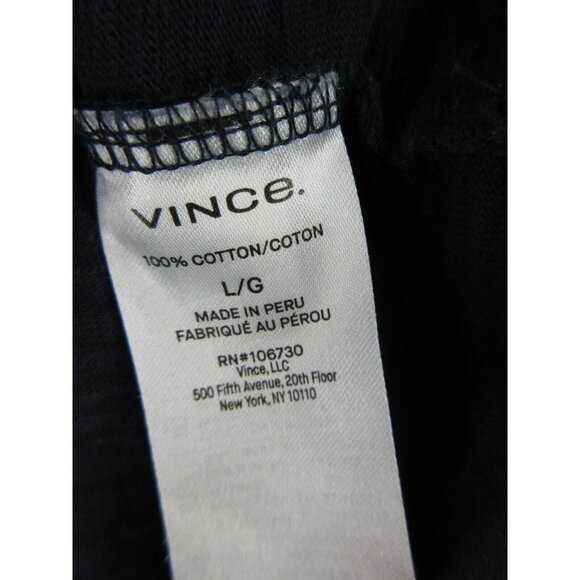 VINCe.
100% COTTON/COTON
L/G
MADE IN PERU
FABRIQUÉ AU PÉROU
RN#106730
Vince, LLC
500 Fifth Avenue, 20th Floor
New York, NY 10110